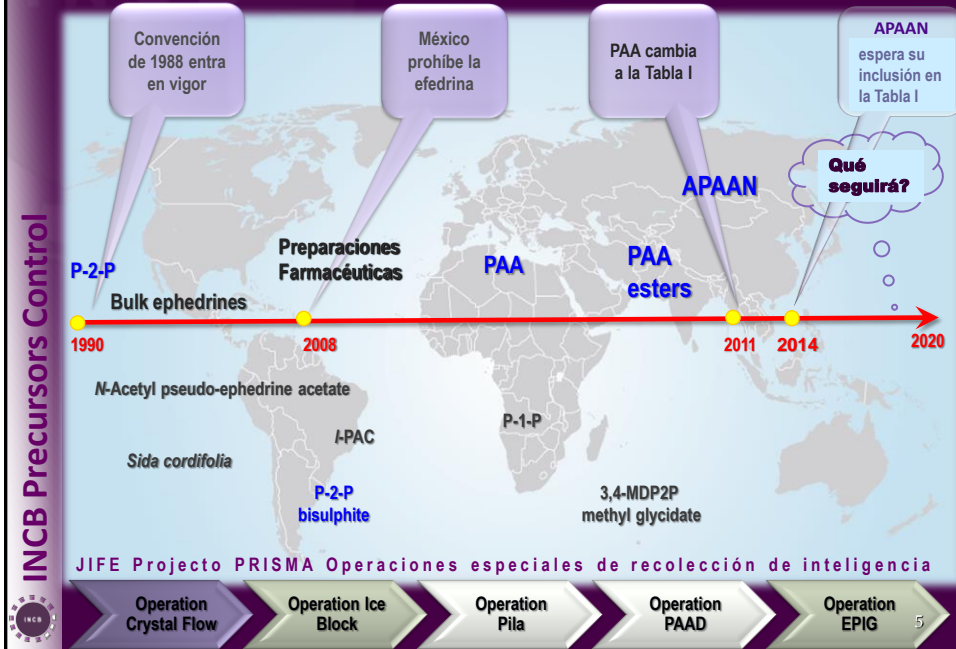 Convención
de 1988 entra
en vigor
México
prohíbe la
efedrina
PAA cambia
a la Tabla I
APAAN
espera su
inclusión en
la Tabla I
Qué
seguirá?
APAAN
P-2-P
Bulk ephedrines
Preparaciones
Farmacéuticas
PAA
PAA
esters
1990
2008
2011
2014
2020
N-Acetyl pseudo-ephedrine acetate
l-PAC
P-1-P
Sida cordifolia
P-2-P
bisulphite
3,4-MDP2P
methyl glycidate
INCB Precursors Control
JIFE Projecto PRISMA Operaciones especiales de recolección de inteligencia
INCB
Operation
Crystal Flow
Operation Ice
Block
Operation
Pila
Operation
PAAD
Operation
EPIG
5